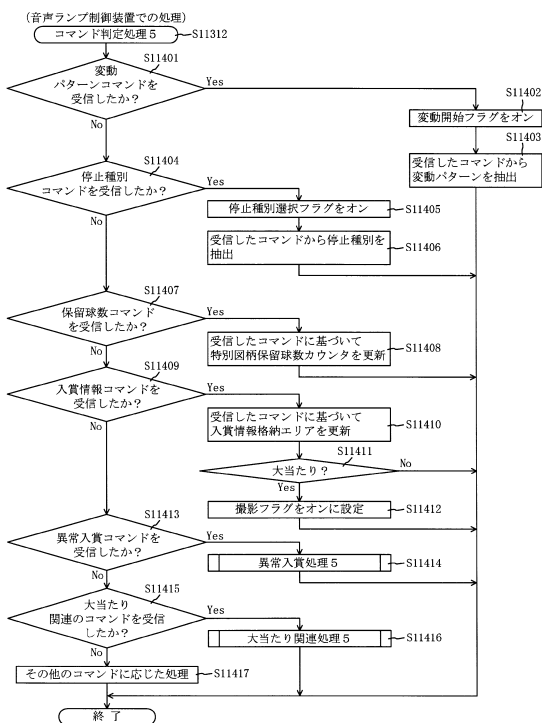 (音声ランプ制御装置での処理)
コマンド判定処理5
S11312
S11401
変動
パターンコマンドを
受信したか?
Yes
No
S11402
変動開始フラグをオン
S11403
受信したコマンドから
変動パターンを抽出
S11404
停止種別
コマンドを受信したか?
Yes
No
停止種別選択フラグをオン
S11405
受信したコマンドから停止種別を
抽出
S11406
S11407
保留球数コマンド
を受信したか?
Yes
No
受信したコマンドに基づいて
特別図柄保留球数カウンタを更新
S11408
S11409
入賞情報コマンドを
受信したか?
Yes
No
受信したコマンドに基づいて
入賞情報格納エリアを更新
S11410
S11411
大当たり?
No
Yes
撮影フラグをオンに設定
S11412
S11413
異常入賞コマンドを
受信したか?
Yes
No
異常入賞処理5
S11414
S11415
大当たり
関連のコマンドを受信
したか?
Yes
No
大当たり関連処理5
S11416
その他のコマンドに応じた処理
S11417
終了